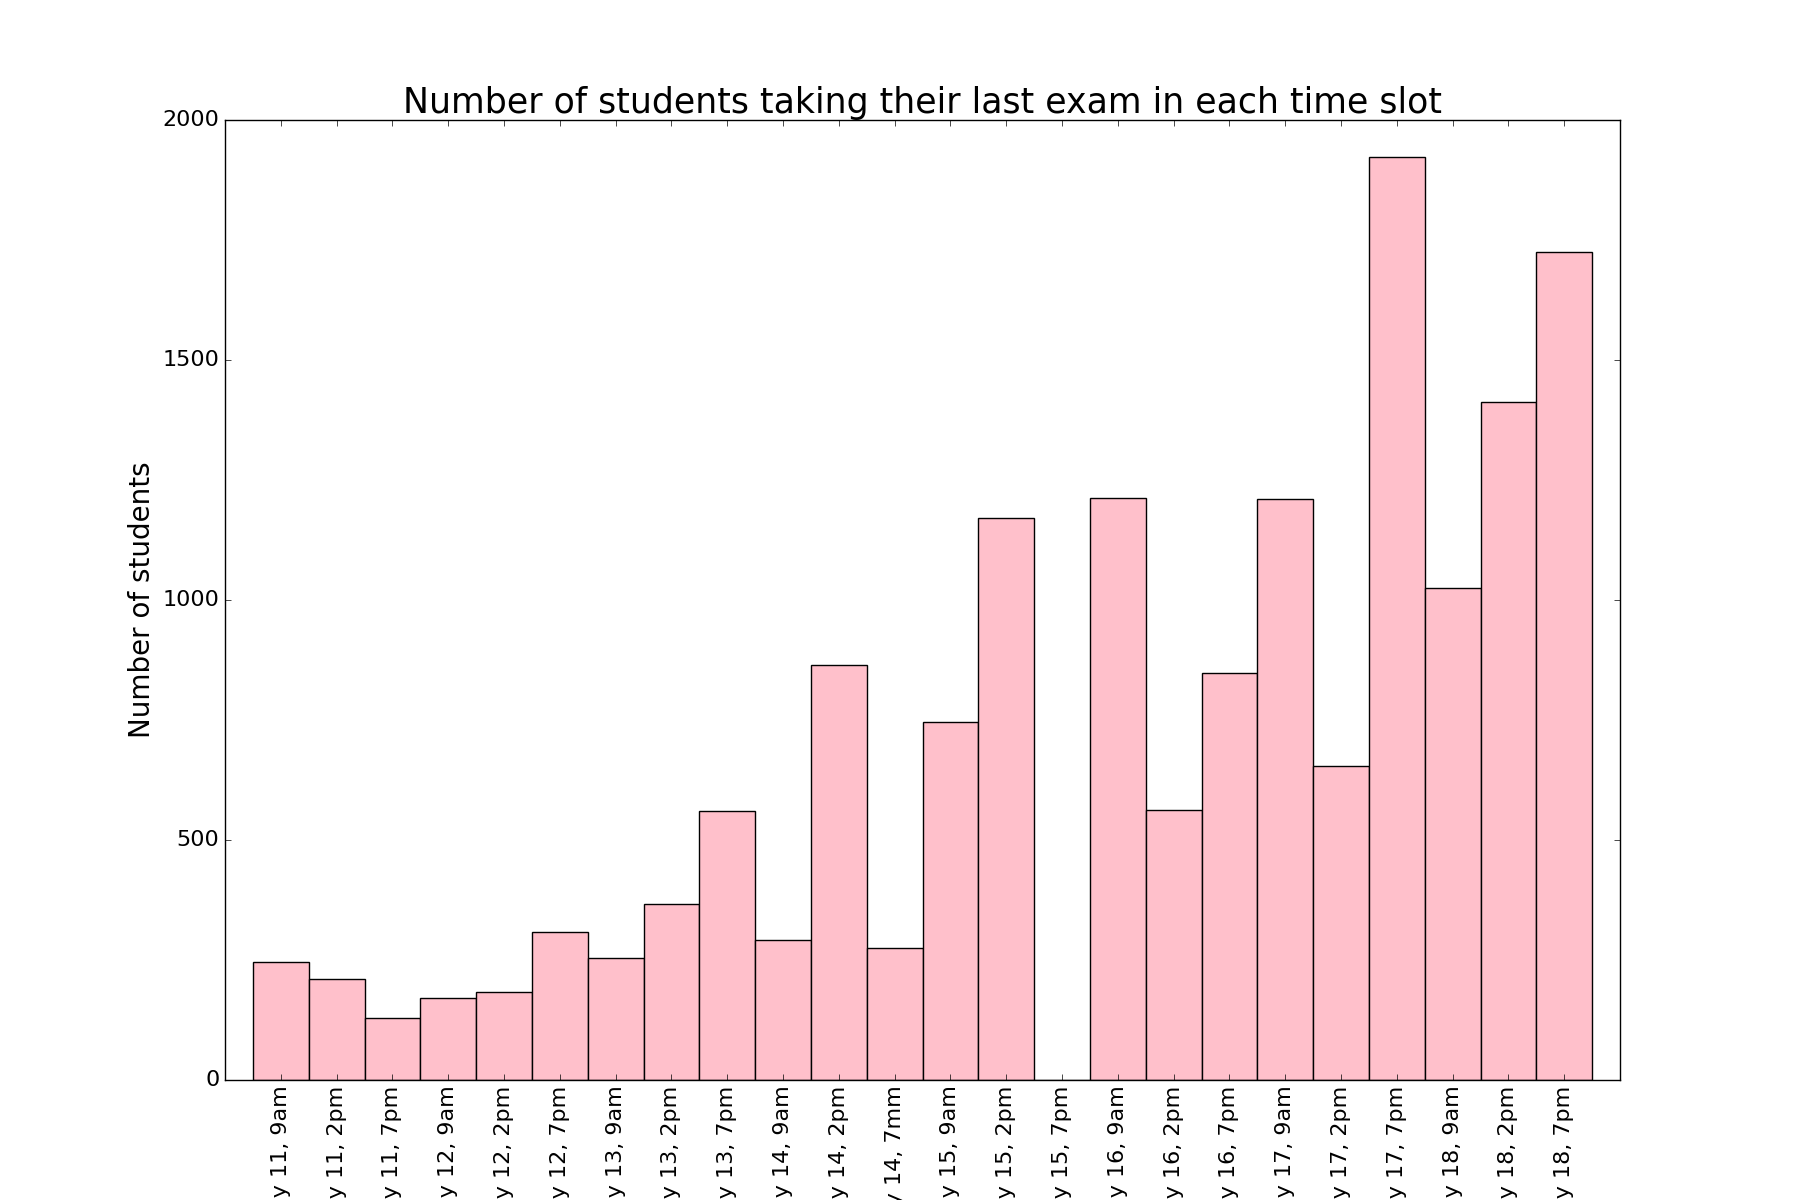 Number of students taking their last exam in each time slot
Number of students
2000
1500
1000
500
0
y 11, 9am
y 11, 2pm
y 11, 7pm
y 12, 9am
y 12, 2pm
y 12, 7pm
y 13, 9am
y 13, 2pm
y 13, 7pm
y 14, 9am
y 14, 2pm
y 14, 7mm
y 15, 9am
y 15, 2pm
y 15, 7pm
y 16, 9am
y 16, 2pm
y 16, 7pm
y 17, 9am
y 17, 2pm
y 17, 7pm
y 18, 9am
y 18, 2pm
y 18, 7pm